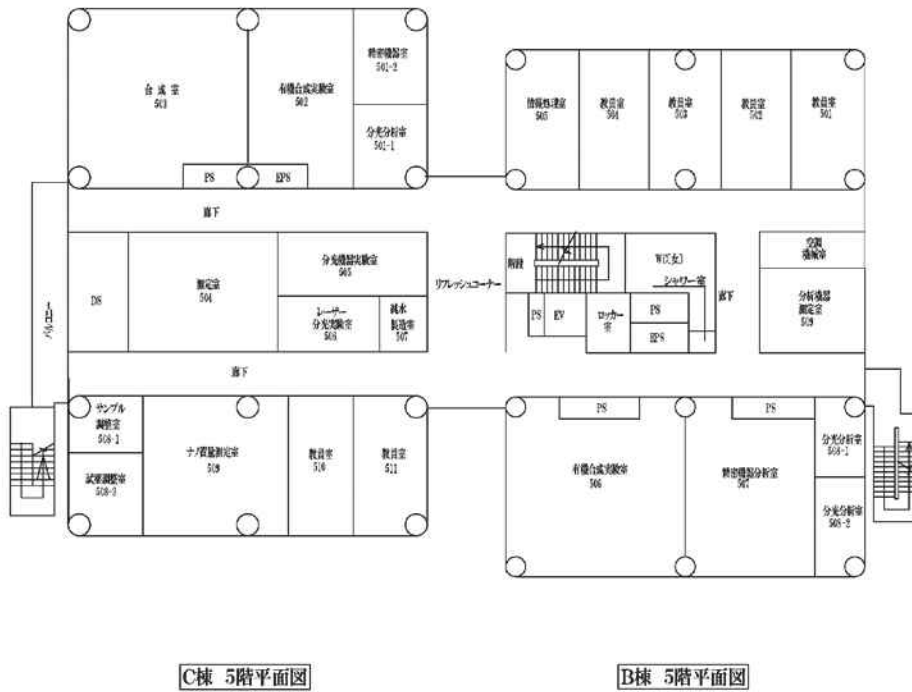 合成室
503
有機合成実験室
502
精密機器室
501-2
分光分析室
501-1
PS
EPS
情報処理室
505
教員室
504
教員室
503
教員室
502
教員室
501
廊下
DS
測定室
504
分光機器実験室
505
レーザー
分光実験室
506
純水
製造室
507
リフレッシュコーナー
階段
WC(女)
シャワー室
PS
EV
ロッカー
室
PS
EPS
廊下
空調
機械室
分析機器
測定室
509
バルコニー
廊下
サンプル
調整室
508-1
試薬調整室
508-2
ナノ質量測定室
509
教員室
510
教員室
511
PS
有機合成実験室
506
PS
精密機器分析室
507
分光分析室
508-1
分光分析室
508-2
C棟 5階平面図
B棟 5階平面図